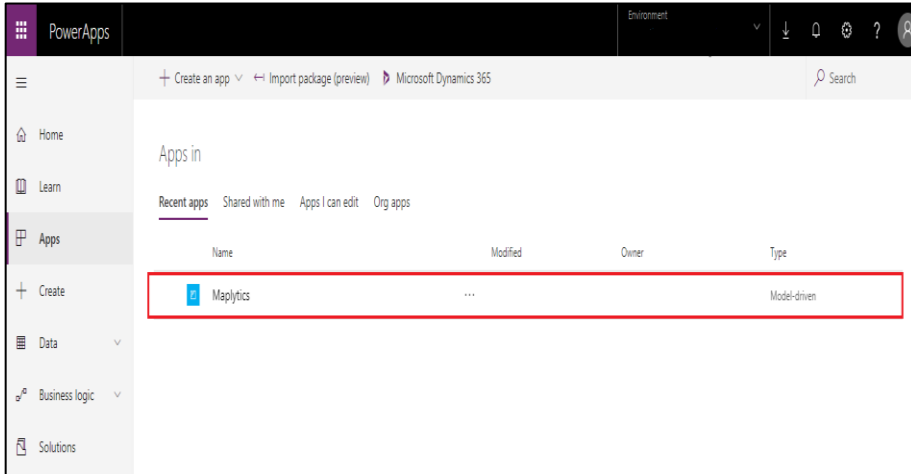 PowerApps
Environment
?
Create an app
Import package (preview)
Microsoft Dynamics 365
Search
Home
Learn
Apps
Create
Data
Business logic
Solutions
Apps in
Recent apps Shared with me Apps I can edit Org apps
Name Modified Owner Type
Maplytics ... Model-driven